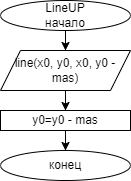 LineUP
начало
line(x0, y0, x0, y0 -
mas)
y0=y0 - mas
конец